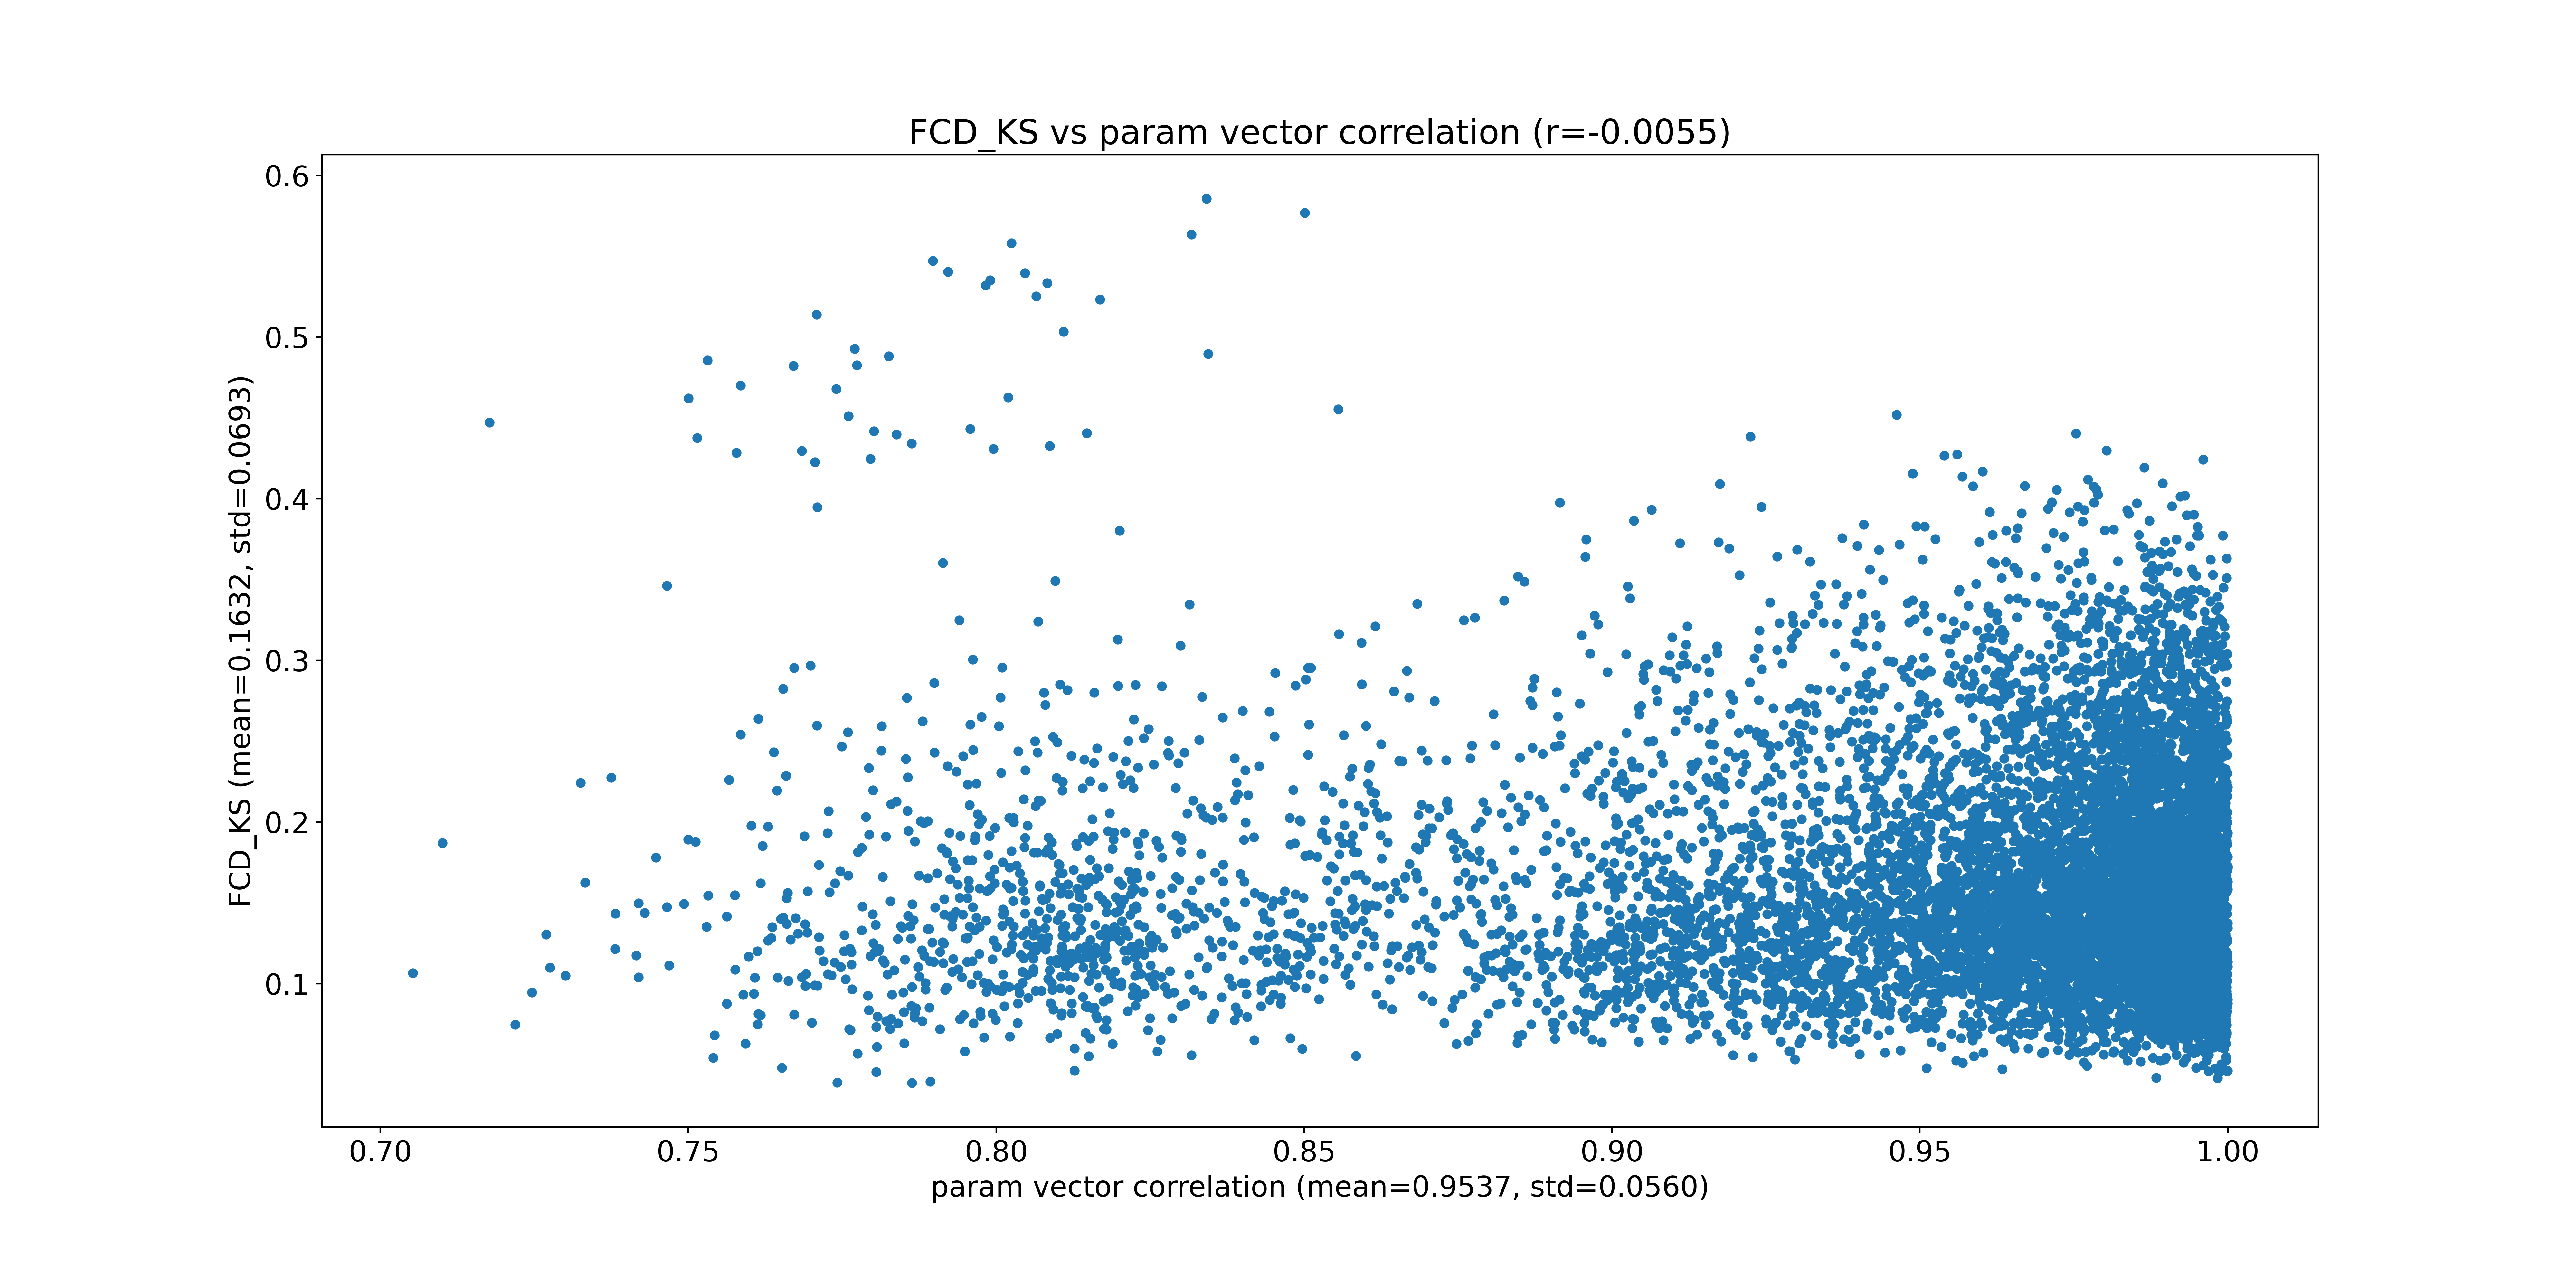 FCD_KS vs param vector correlation (r=-0.0055)
FCD_KS (mean=0.1632, std=0.0693)
0.6
0.5
0.4
0.3
0.2
0.1
0.70 0.75 0.80 0.85 0.90 0.95 1.00
param vector correlation (mean=0.9537, std=0.0560)